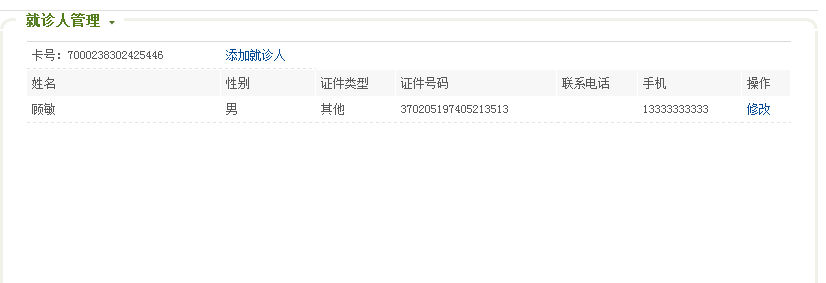 就诊人管理
卡号：7000238302425446 添加就诊人
姓名 性别 证件类型 证件号码 联系电话 手机 操作
顾敏 男 其他 370205197405213513 13333333333 修改